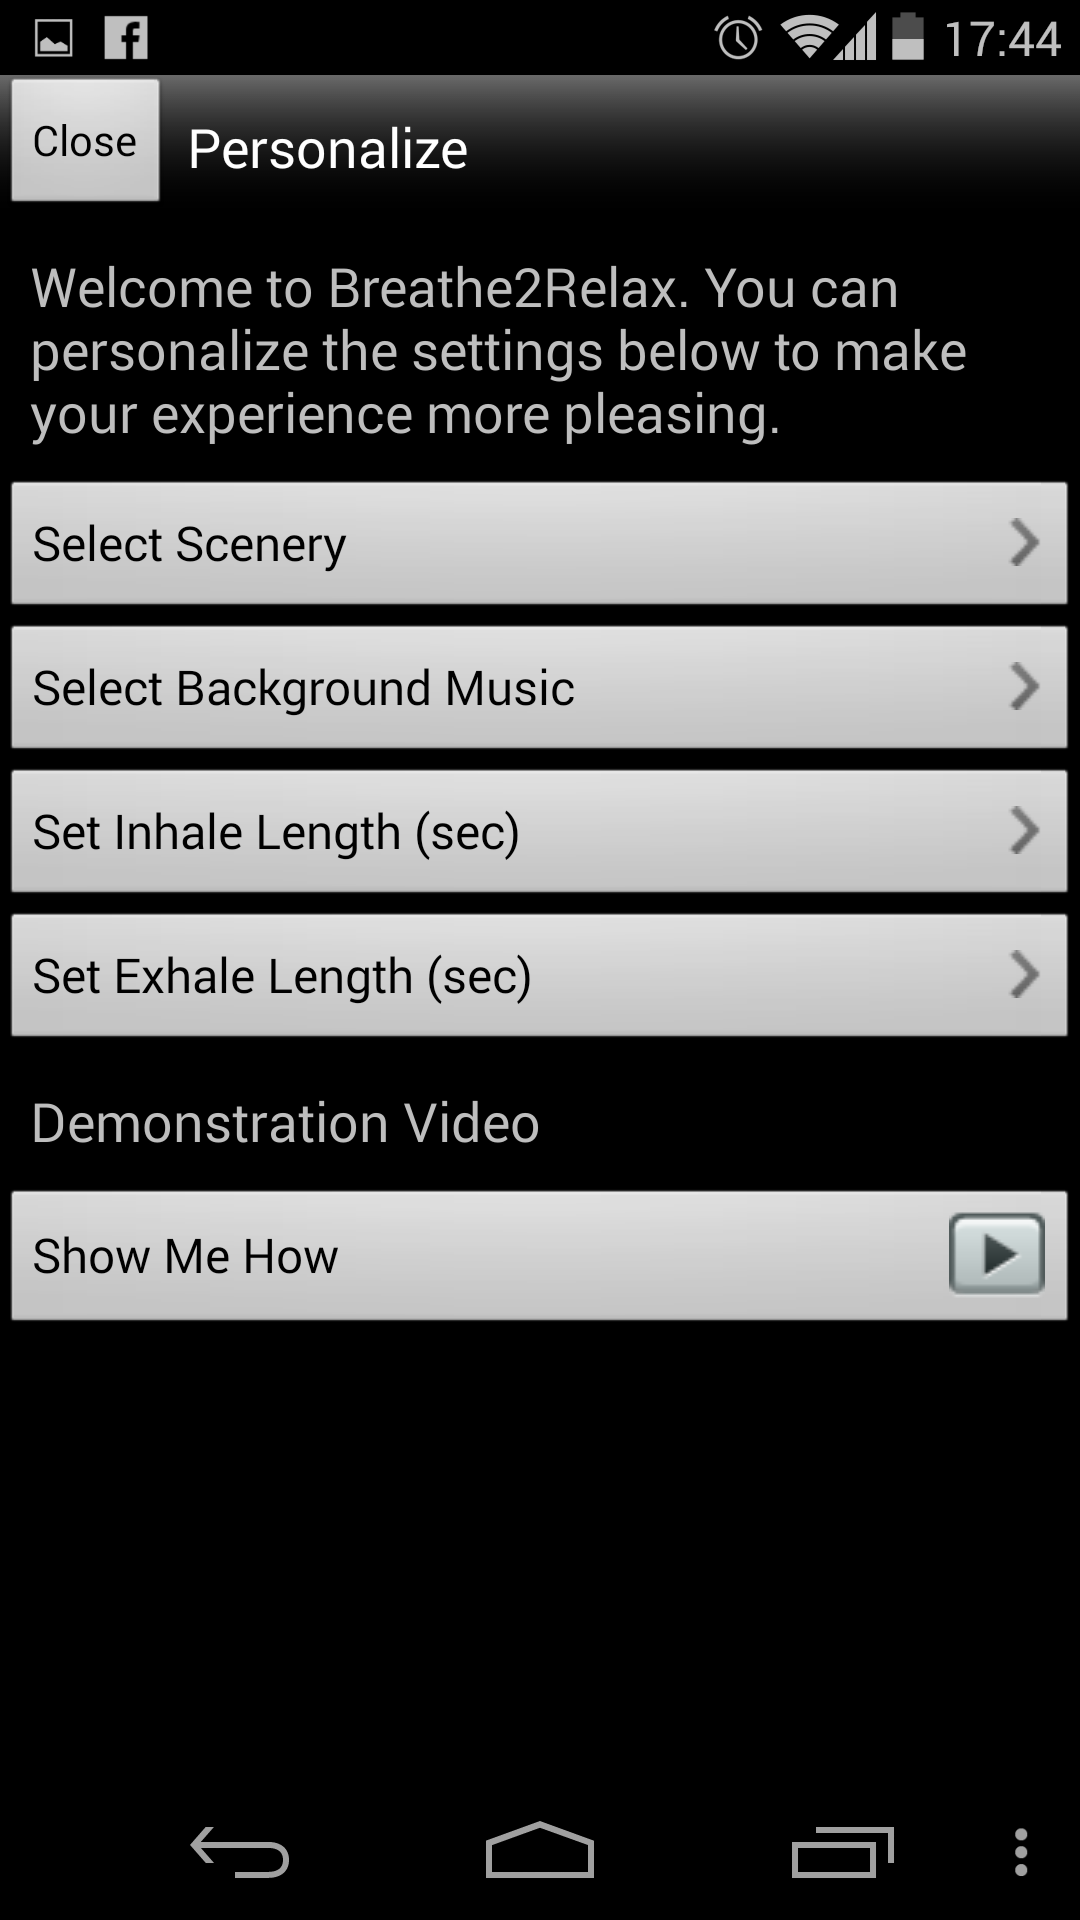 17:44
Close
Personalize
Welcome to Breathe2Relax. You can
personalize the settings below to make
your experience more pleasing.
Select Scenery
Select Background Music
Set Inhale Length (sec)
Set Exhale Length (sec)
Demonstration Video
Show Me How